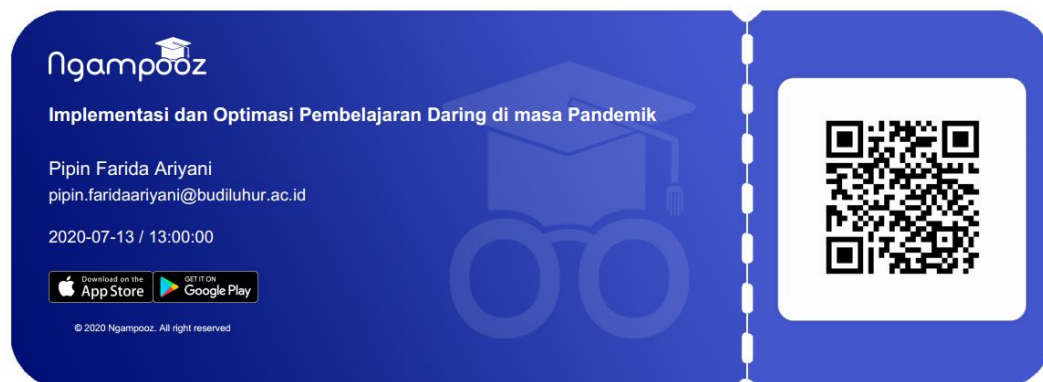 Ngampooz
Implementasi dan Optimasi Pembelajaran Daring di masa Pandemik
Pipin Farida Ariyani
pipin.faridaariyani@budiluhur.ac.id
2020-07-13 / 13:00:00
Download on the
App Store
GET IT ON
Google Play
© 2020 Ngampooz. All right reserved